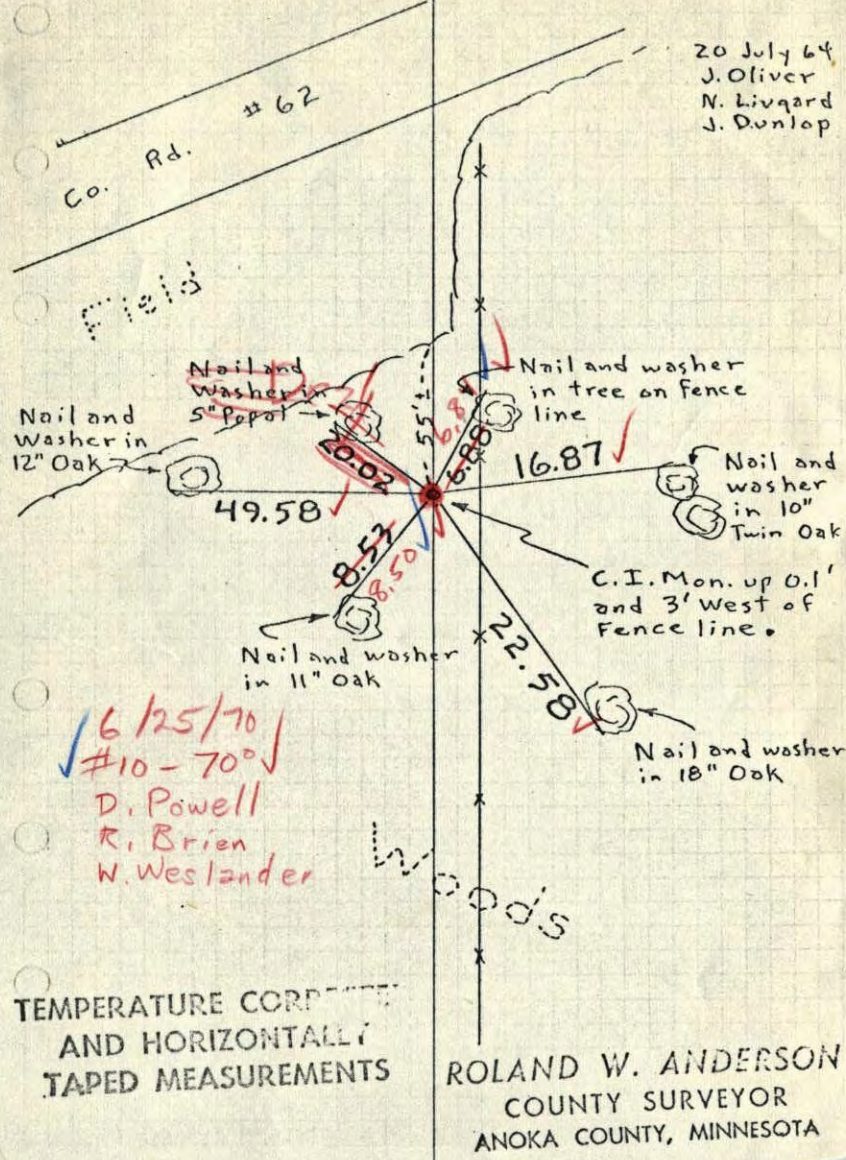 20 July 64
J. Oliver
N. Livgard
J. Dunlop
Co. Rd. #62
Field
Nail and
Washer in
5" Popal
Nail and
Washer in
12" Oak
Nail and washer
in tree on Fence
line
55'±
20.02
6.8
6.88
16.87
Nail and
washer
in 10"
Twin Oak
49.58
8.53
8.50
C.I. Mon. up 0.1'
and 3' West of
Fence line.
Nail and washer
in 11" Oak
22.58
Nail and washer
in 18" Oak
6/25/70
#10 - 70°
D. Powell
R. Brien
W. Weslander
Woods
TEMPERATURE
AND HORIZONTALLY
TAPED MEASUREMENTS
ROLAND W. ANDERSON
COUNTY SURVEYOR
ANOKA COUNTY, MINNESOTA